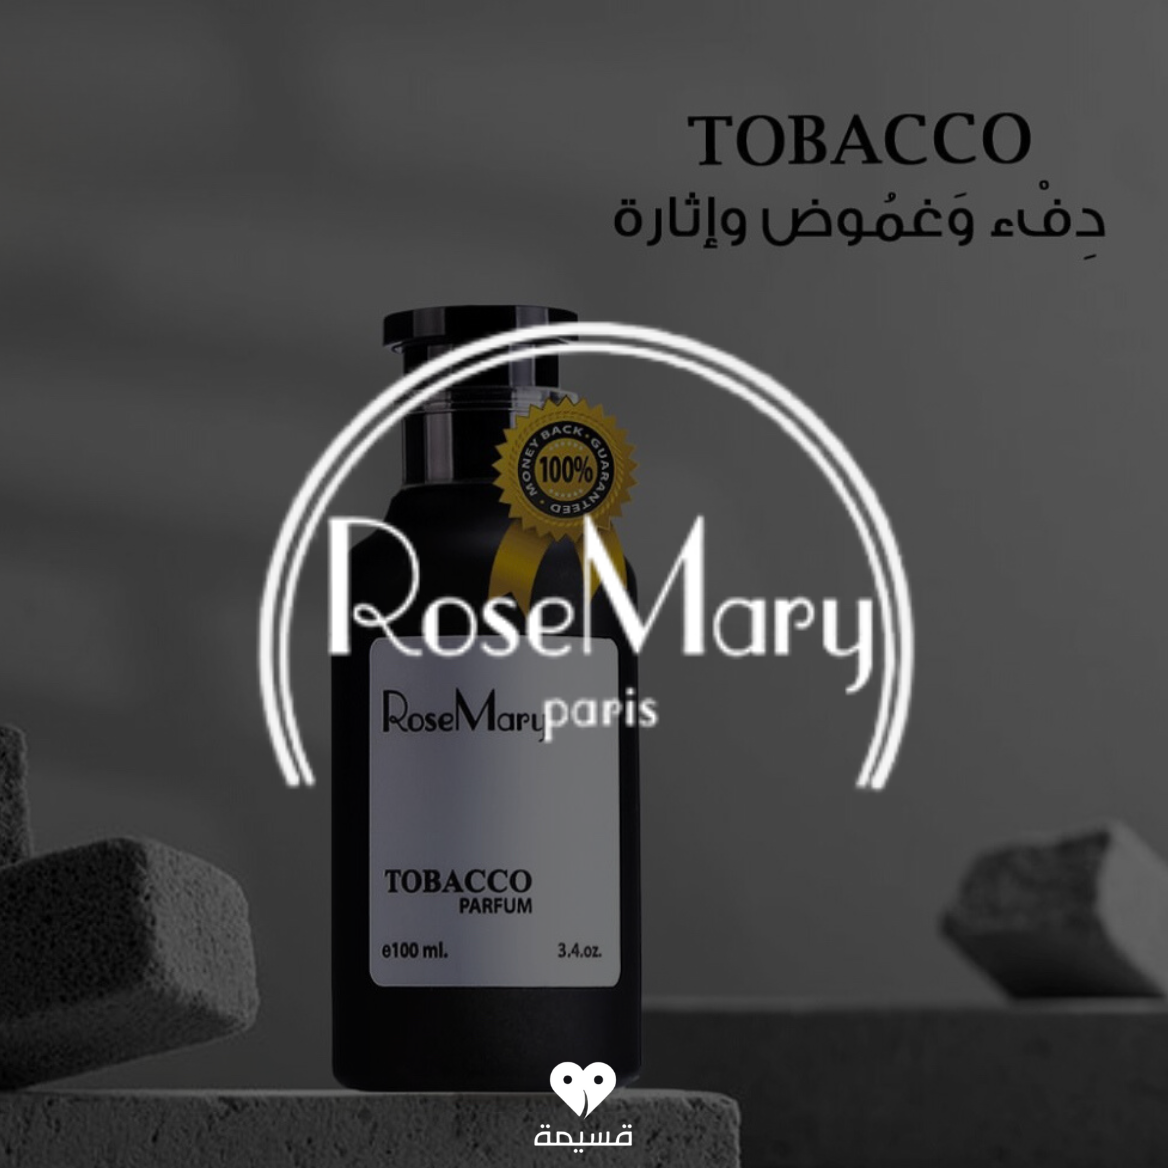 TOBACCO
دِفْء وَغمُوض وإثارة
MONEY BACK · GUARANTEED ·
100%
RoseMary
paris
RoseMary
TOBACCO
PARFUM
e100 ml. 3.4.oz.
قسيمة